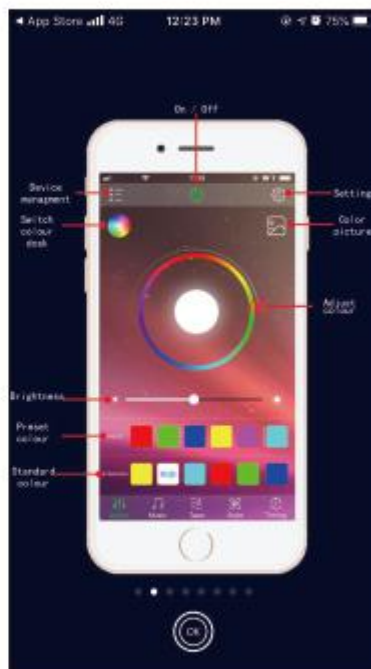 App Store 4G 12:23 PM 75%
On / Off
Device
managment
Setting
Switch
colour
desk
Color
picture
Adjust
colour
Brightness
Preset
colour
Standard
colour
Music
Timing
OK